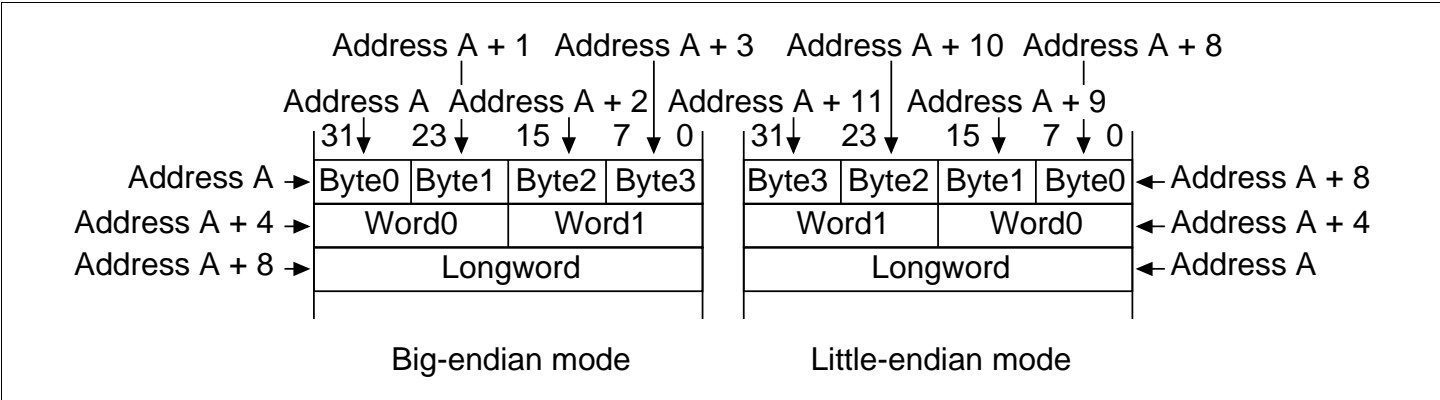 Address A + 1 Address A + 3 Address A + 10 Address A + 8
Address A Address A + 2 Address A + 11 Address A + 9
31 23 15 7 0 31 23 15 7 0
Address A Byte0 Byte1 Byte2 Byte3 Byte3 Byte2 Byte1 Byte0 Address A + 8
Address A + 4 Word0 Word1 Word1 Word0 Address A + 4
Address A + 8 Longword Longword Address A
Big-endian mode Little-endian mode